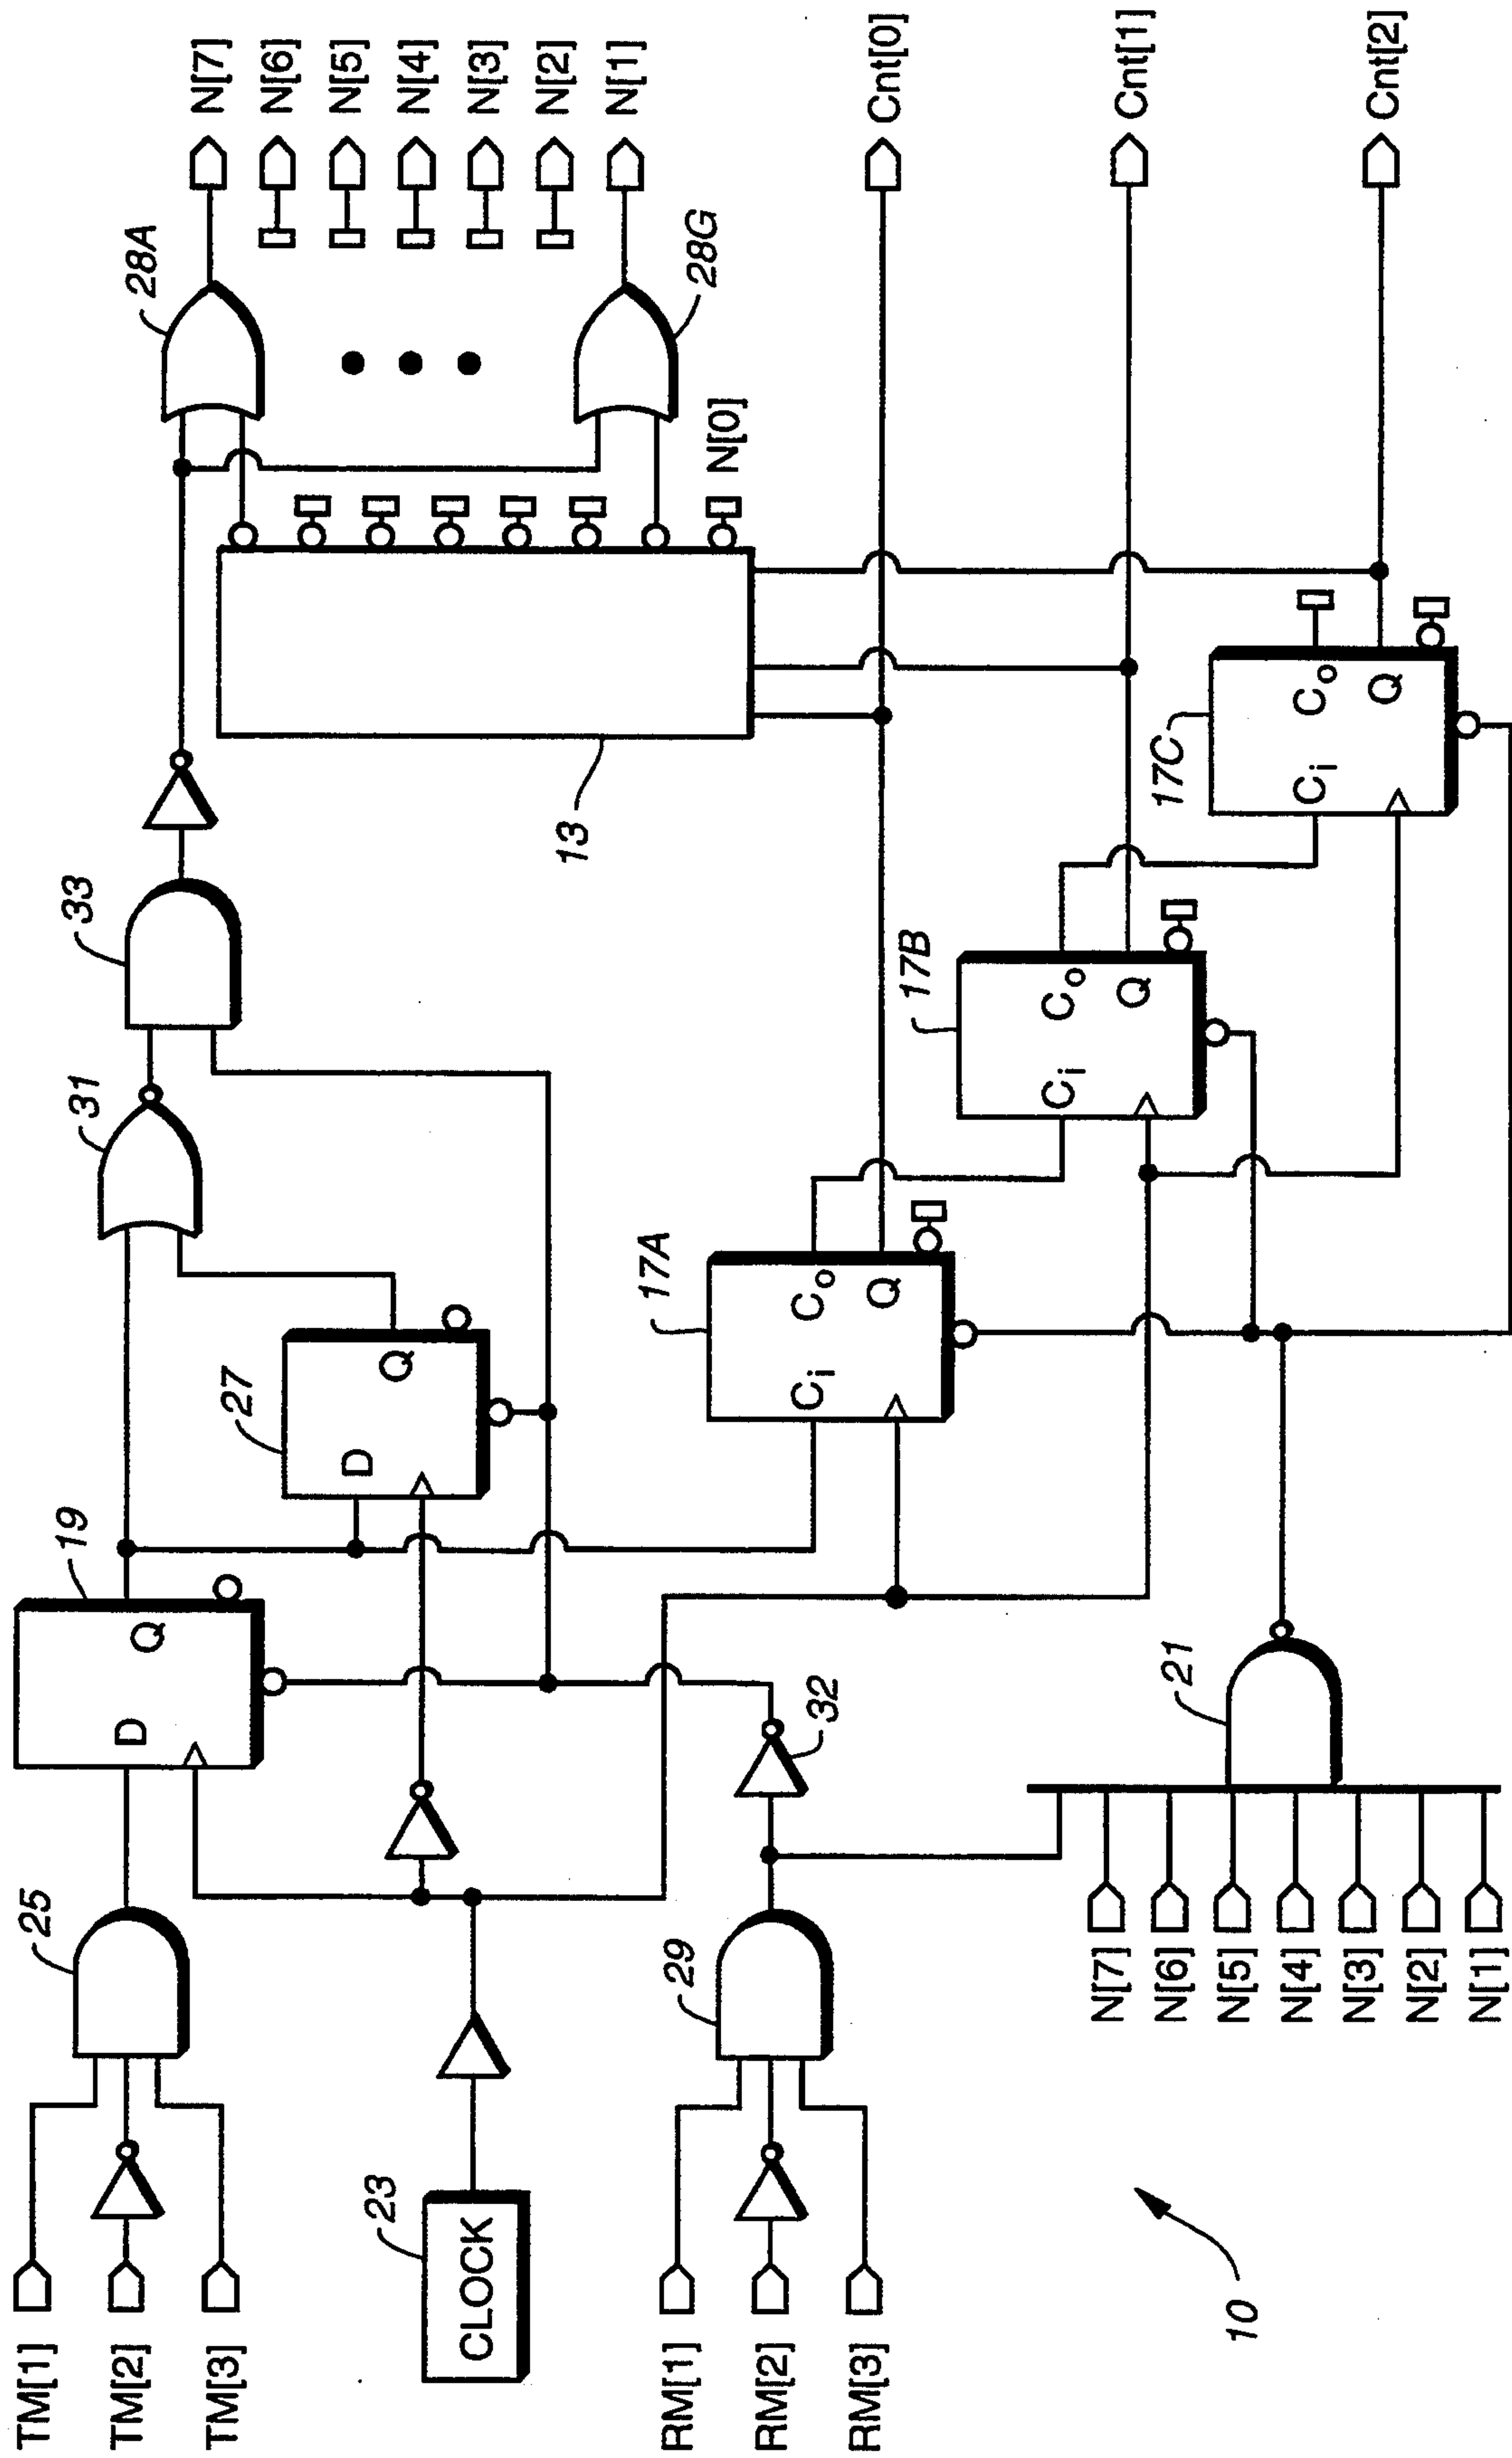 TM[1]
TM[2]
TM[3]
25
D
Q
19
31
33
28A
N[7]
N[6]
N[5]
N[4]
N[3]
N[2]
N[1]
28G
N[0]
13
D
Q
27
23
CLOCK
RM[1]
RM[2]
RM[3]
29
32
17A
Ci
Co
Q
Cnt[0]
17B
Ci
Co
Q
Cnt[1]
17C
Ci
Co
Q
Cnt[2]
N[7]
N[6]
N[5]
N[4]
N[3]
N[2]
N[1]
21
10